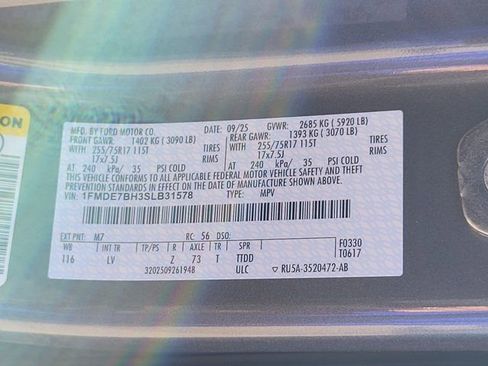 ON
MFD. BY FORD MOTOR CO. 09/25 GVWR: 2685 KG ( 5920 LB)
FRONT GAWR: 1402 KG ( 3090 LB) REAR GAWR: 1393 KG ( 3070 LB)
WITH: 255/75R17 115T WITH: 255/75R17 115T TIRES
17x7.5J TIRES 17x7.5J RIMS
AT 240 kPa/ 35 PSI COLD RIMS AT 240 kPa/ 35 PSI COLD
THIS VEHICLE CONFORMS TO ALL APPLICABLE FEDERAL MOTOR VEHICLE SAFETY
AND THEFT PREVENTION STANDARDS IN EFFECT ON THE DATE OF MANUFACTURE
SHOWN ABOVE.
VIN: 1FMDE7BH3SLB31578 TYPE: MPV
EXT PNT: M7 RC: 56 DSO:
WB INT TR TP/PS R AXLE TR SPR F0330
116 LV Z 73 T TTDD T0617
3202509261948 ULC ▼ RU5A-3520472-AB